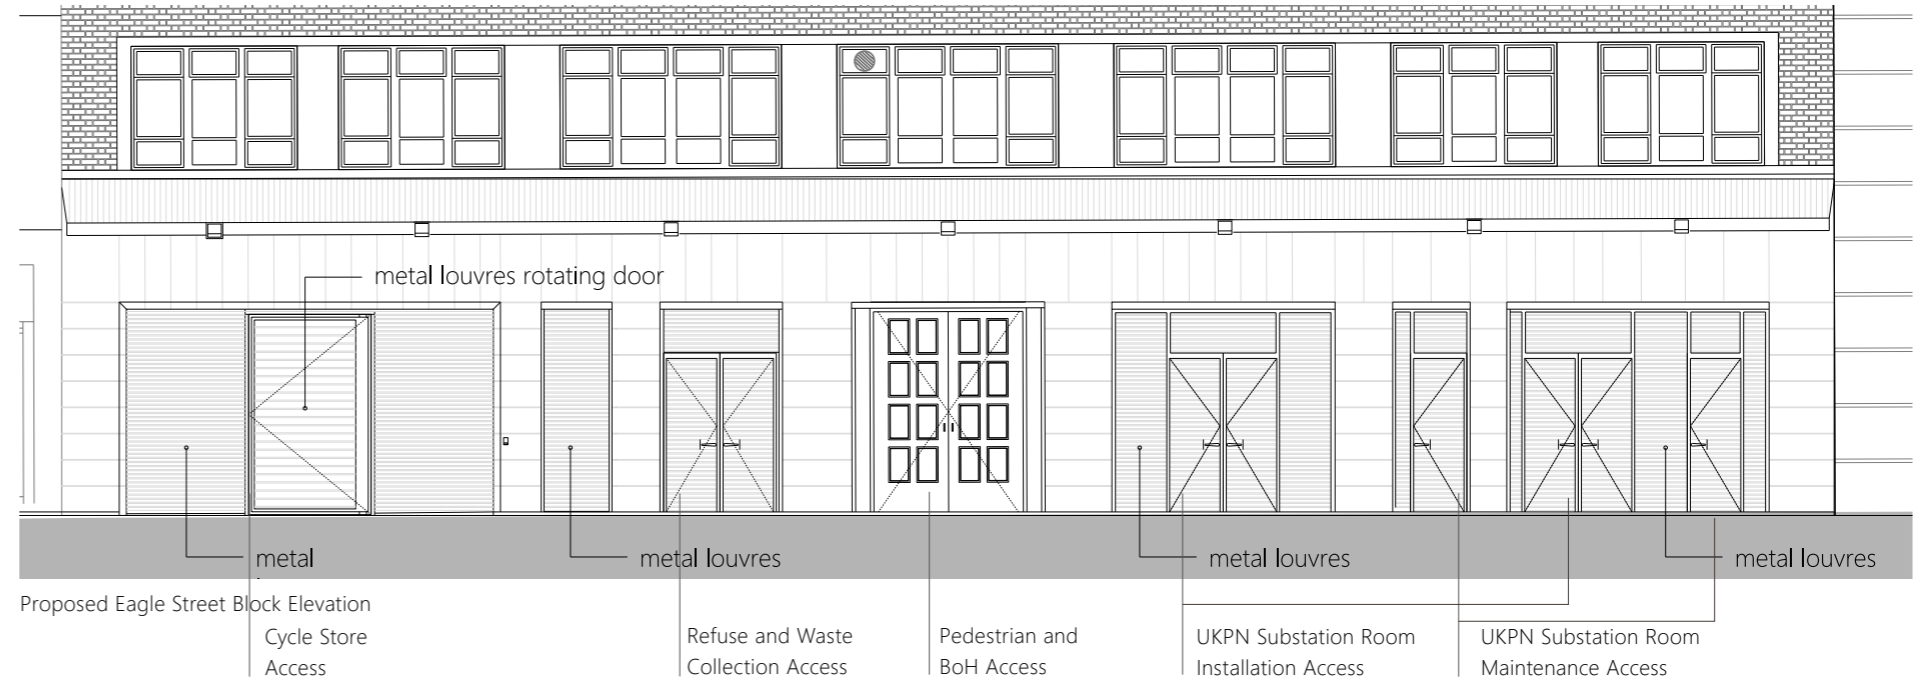 metal louvres rotating door
metal
metal louvres
metal louvres
metal louvres
Proposed Eagle Street Block Elevation
Cycle Store
Access
Refuse and Waste
Collection Access
Pedestrian and
BoH Access
UKPN Substation Room
Installation Access
UKPN Substation Room
Maintenance Access